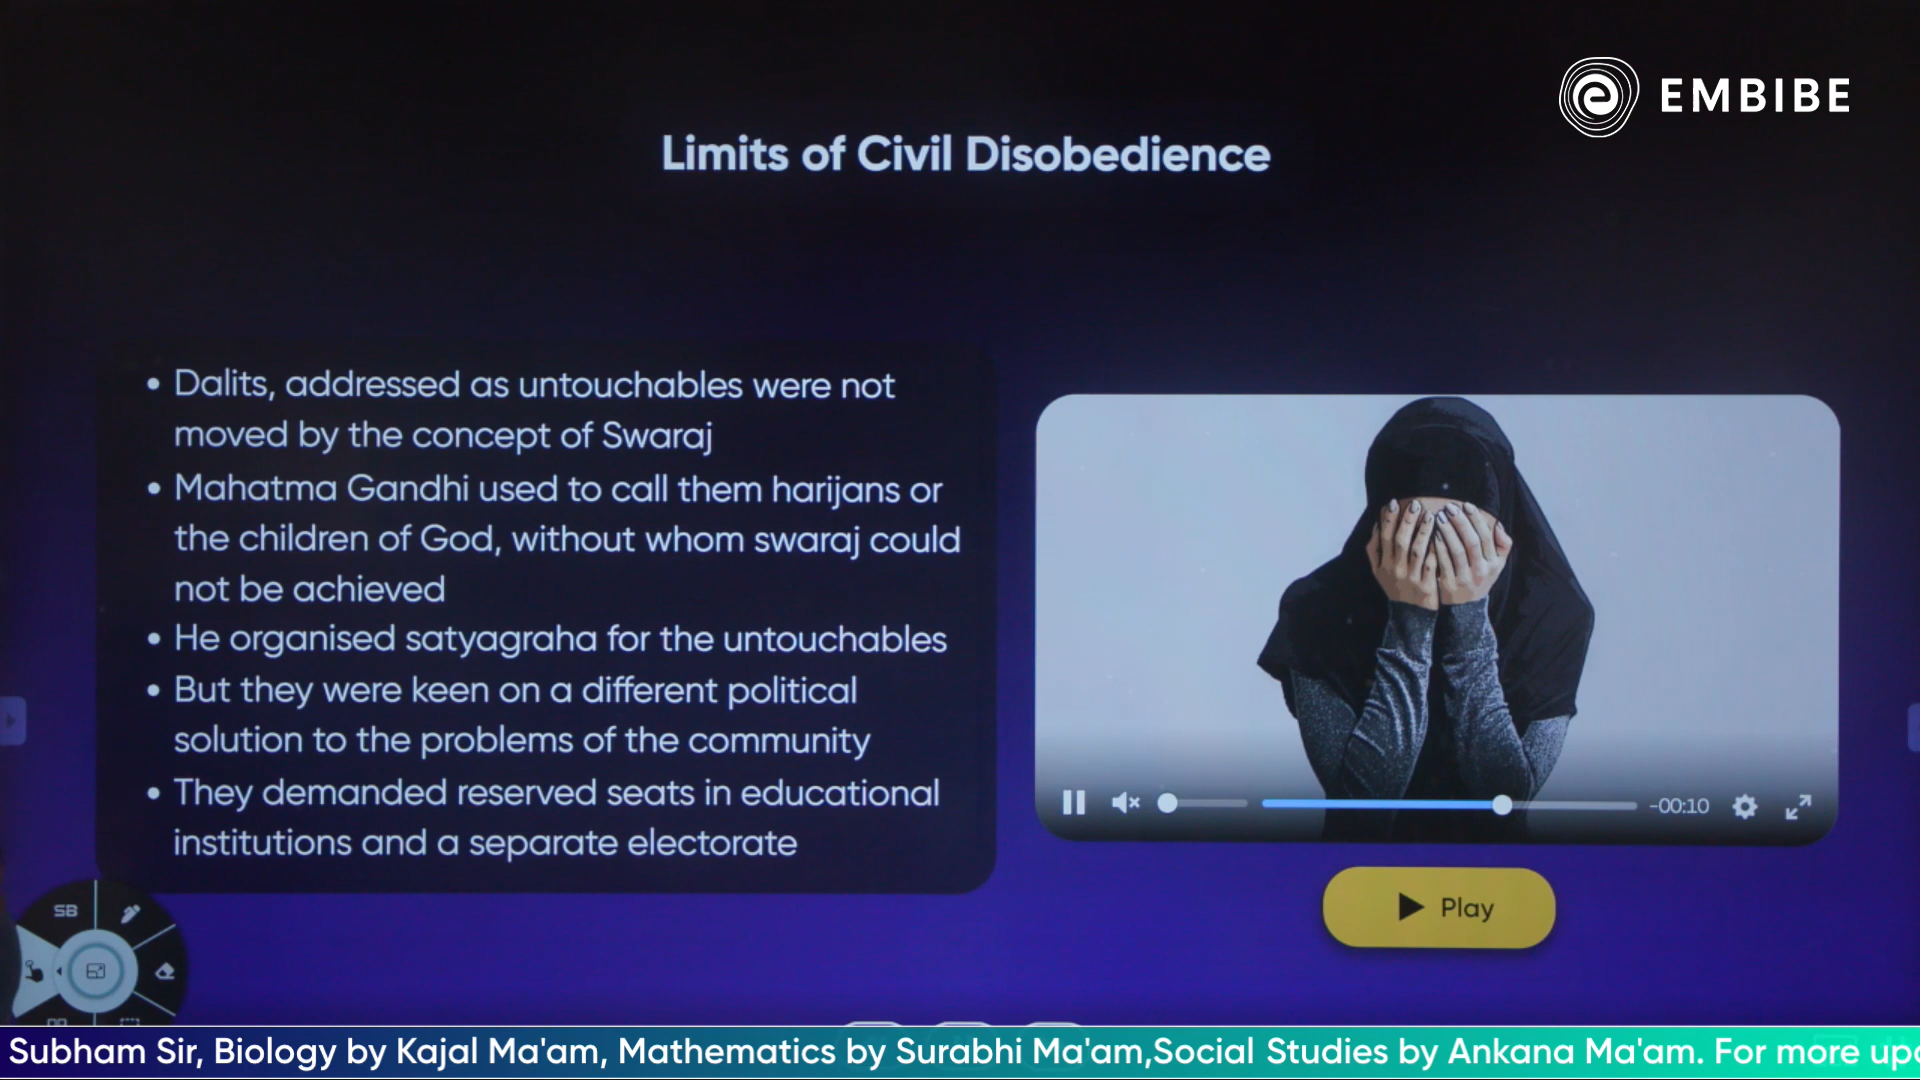 EMBIBE
Limits of Civil Disobedience
• Dalits, addressed as untouchables were not
moved by the concept of Swaraj
• Mahatma Gandhi used to call them harijans or
the children of God, without whom swaraj could
not be achieved
• He organised satyagraha for the untouchables
• But they were keen on a different political
solution to the problems of the community
• They demanded reserved seats in educational
institutions and a separate electorate
-00:10
Play
SB
Subham Sir, Biology by Kajal Ma'am, Mathematics by Surabhi Ma'am,Social Studies by Ankana Ma'am. For more upd